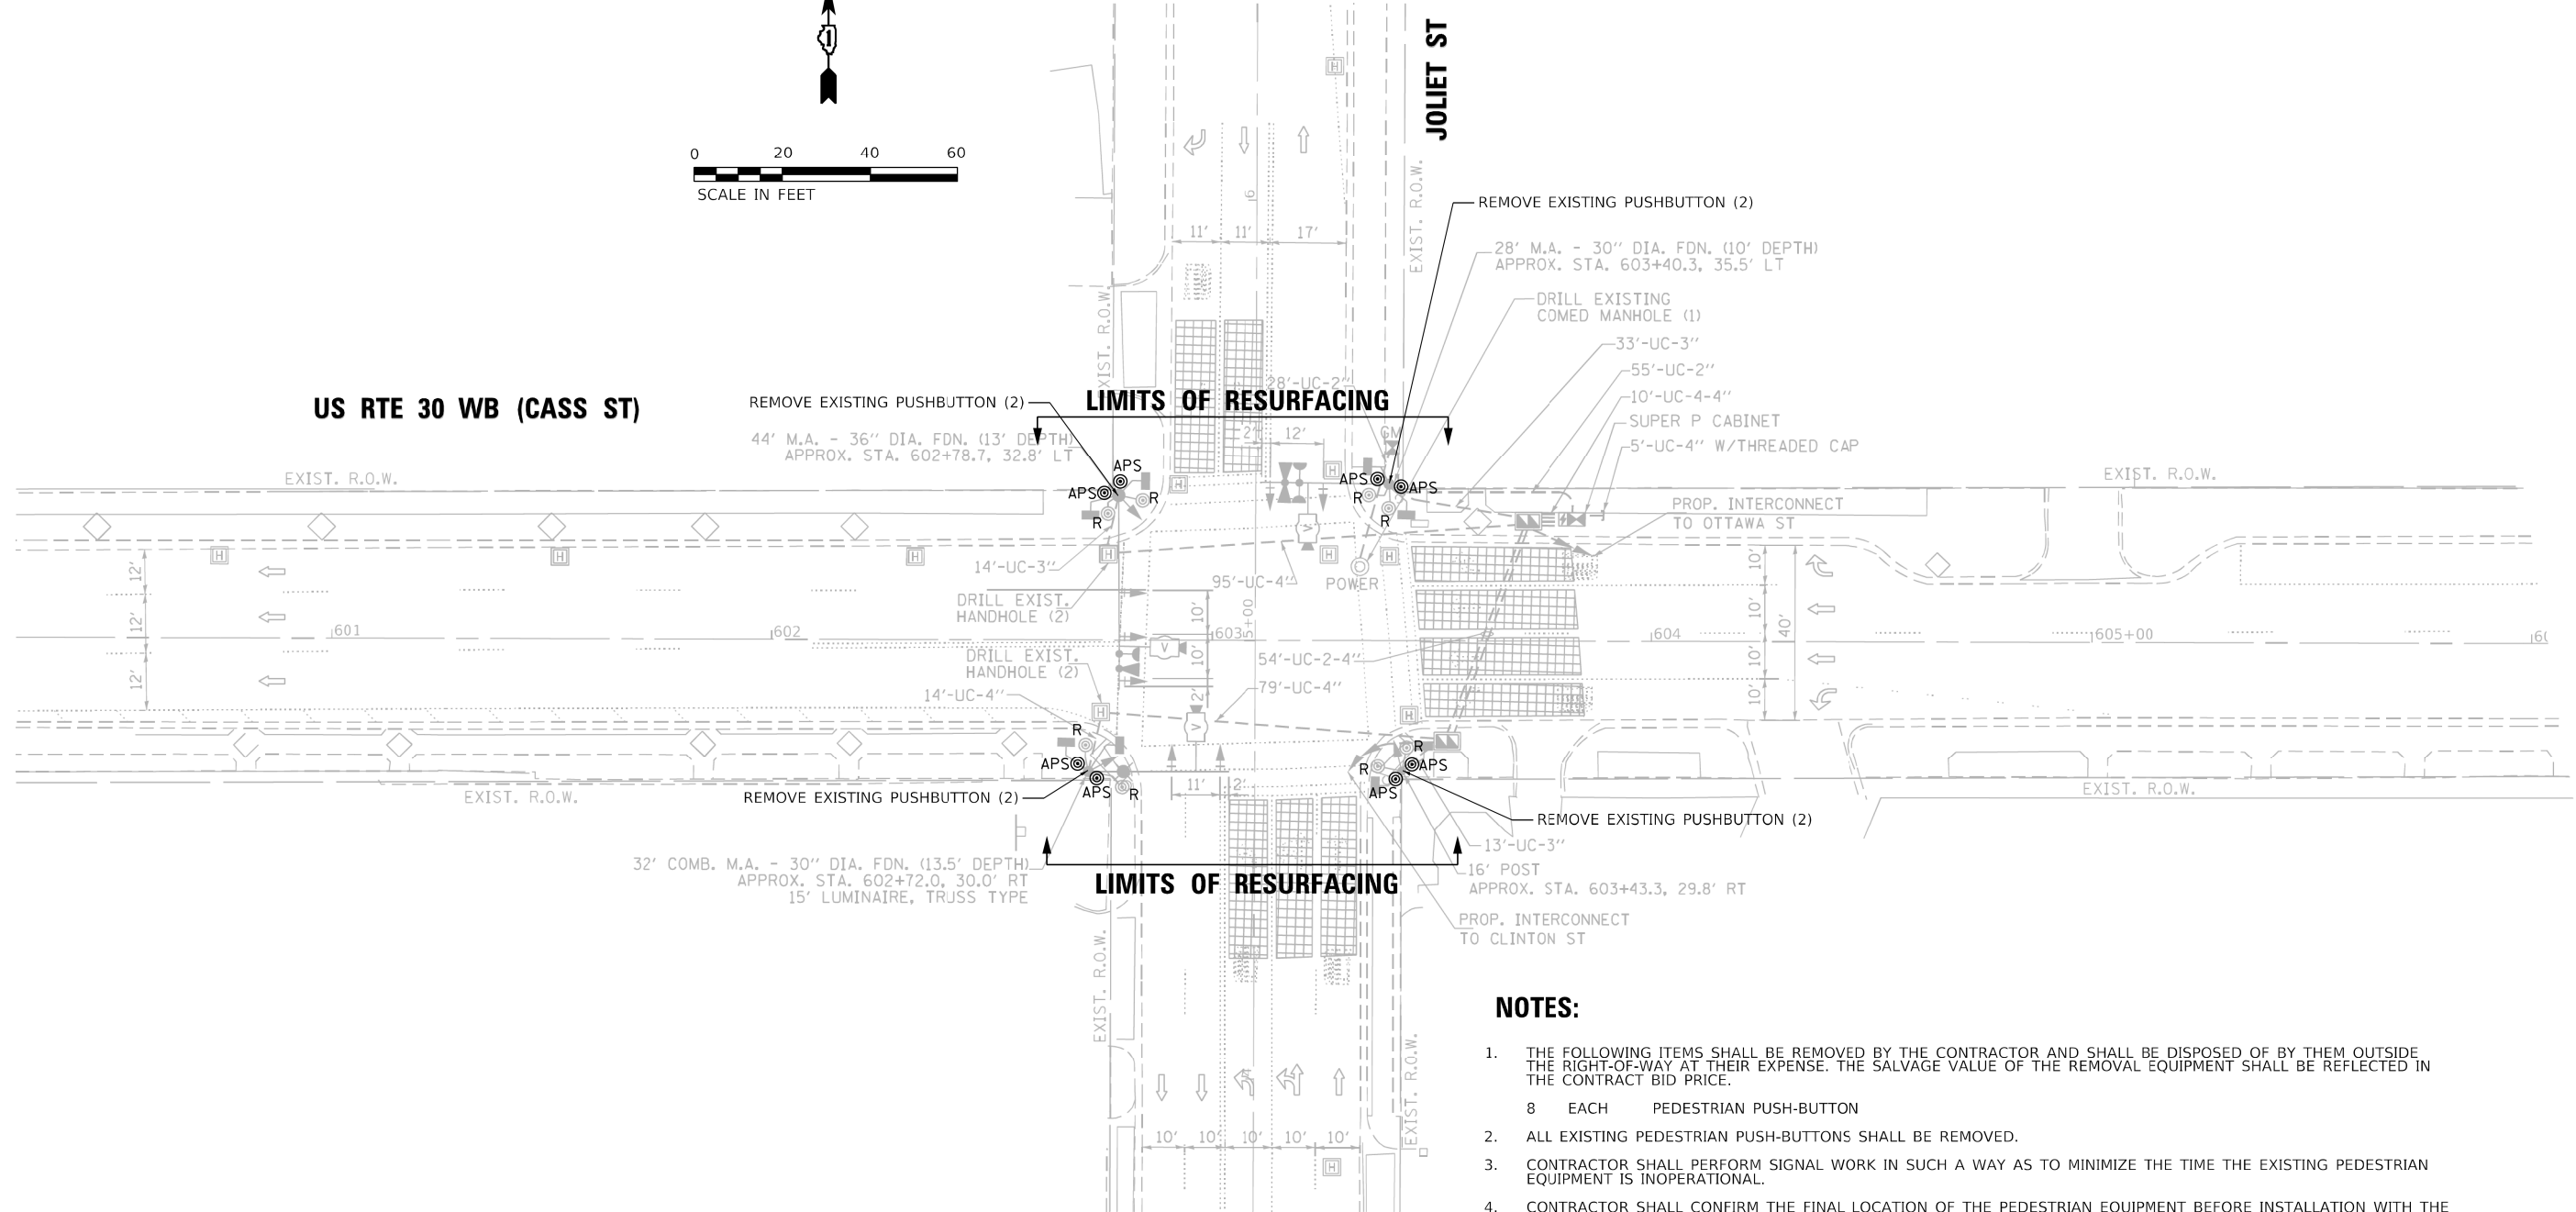 1
JOLIET ST
0 20 40 60
SCALE IN FEET
EXIST. R.O.W.
REMOVE EXISTING PUSHBUTTON (2)
11' 11' 17'
28' M.A. - 30" DIA. FDN. (10' DEPTH)
APPROX. STA. 603+40.3, 35.5' LT
DRILL EXISTING
COMED MANHOLE (1)
EXIST. R.O.W.
33'-UC-3"
55'-UC-2"
28'-UC-2"
10'-UC-4-4"
US RTE 30 WB (CASS ST)
REMOVE EXISTING PUSHBUTTON (2)
LIMITS OF RESURFACING
SUPER P CABINET
44' M.A. - 36" DIA. FDN. (13' DEPTH)
APPROX. STA. 602+78.7, 32.8' LT
2' 12'
GM
5'-UC-4" W/THREADED CAP
EXIST. R.O.W.
EXIST. R.O.W.
APS
APS
R
R
H
H
APS
APS
R
R
PROP. INTERCONNECT
TO OTTAWA ST
H H H H H H
V
14'-UC-3"
95'-UC-4"
POWER
DRILL EXIST.
HANDHOLE (2)
12'
12'
12'
601
602
603
5+00
604
605+00
10'
10'
2'
10'
10'
10'
10'
40'
DRILL EXIST.
HANDHOLE (2)
V
54'-UC-2-4"
79'-UC-4"
14'-UC-4"
H
V
H
R
APS
APS
R
R
APS
R
APS
11' 2'
EXIST. R.O.W.
REMOVE EXISTING PUSHBUTTON (2)
EXIST. R.O.W.
REMOVE EXISTING PUSHBUTTON (2)
13'-UC-3"
32' COMB. M.A. - 30" DIA. FDN. (13.5' DEPTH)
APPROX. STA. 602+72.0, 30.0' RT
15' LUMINAIRE, TRUSS TYPE
LIMITS OF RESURFACING
16' POST
APPROX. STA. 603+43.3, 29.8' RT
PROP. INTERCONNECT
TO CLINTON ST
EXIST. R.O.W.
EXIST. R.O.W.
10' 10' 10' 10' 10'
H
NOTES:
1. THE FOLLOWING ITEMS SHALL BE REMOVED BY THE CONTRACTOR AND SHALL BE DISPOSED OF BY THEM OUTSIDE
THE RIGHT-OF-WAY AT THEIR EXPENSE. THE SALVAGE VALUE OF THE REMOVAL EQUIPMENT SHALL BE REFLECTED IN
THE CONTRACT BID PRICE.
8 EACH PEDESTRIAN PUSH-BUTTON
2. ALL EXISTING PEDESTRIAN PUSH-BUTTONS SHALL BE REMOVED.
3. CONTRACTOR SHALL PERFORM SIGNAL WORK IN SUCH A WAY AS TO MINIMIZE THE TIME THE EXISTING PEDESTRIAN
EQUIPMENT IS INOPERATIONAL.
4. CONTRACTOR SHALL CONFIRM THE FINAL LOCATION OF THE PEDESTRIAN EQUIPMENT BEFORE INSTALLATION WITH THE